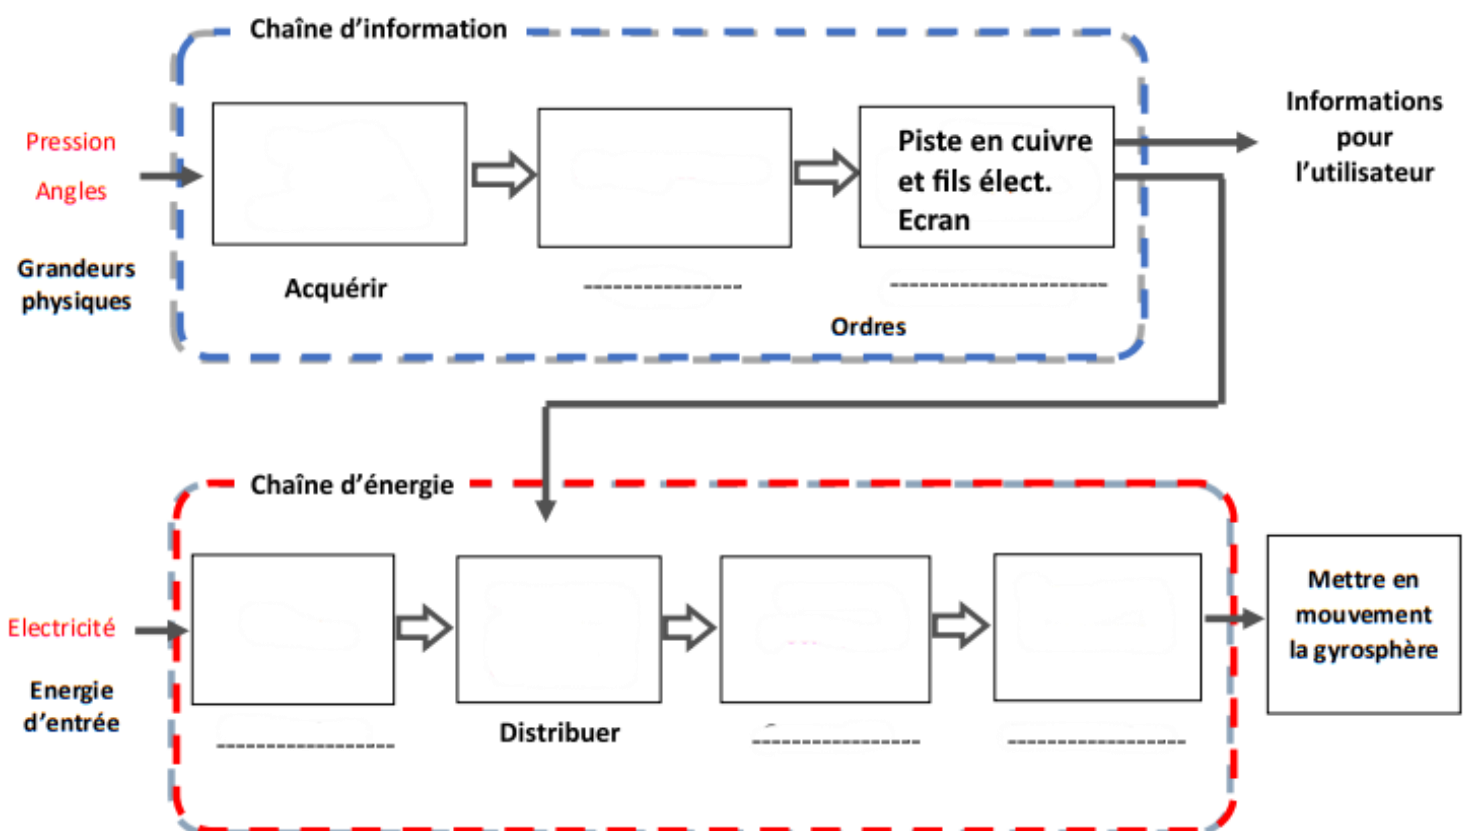 Chaîne d’information
Pression
Angles
Grandeurs
physiques
Acquérir
Piste en cuivre
et fils élect.
Ecran
Ordres
Informations
pour
l’utilisateur
Chaîne d’énergie
Electricité
Energie
d’entrée
Distribuer
Mettre en
mouvement
la gyrosphère